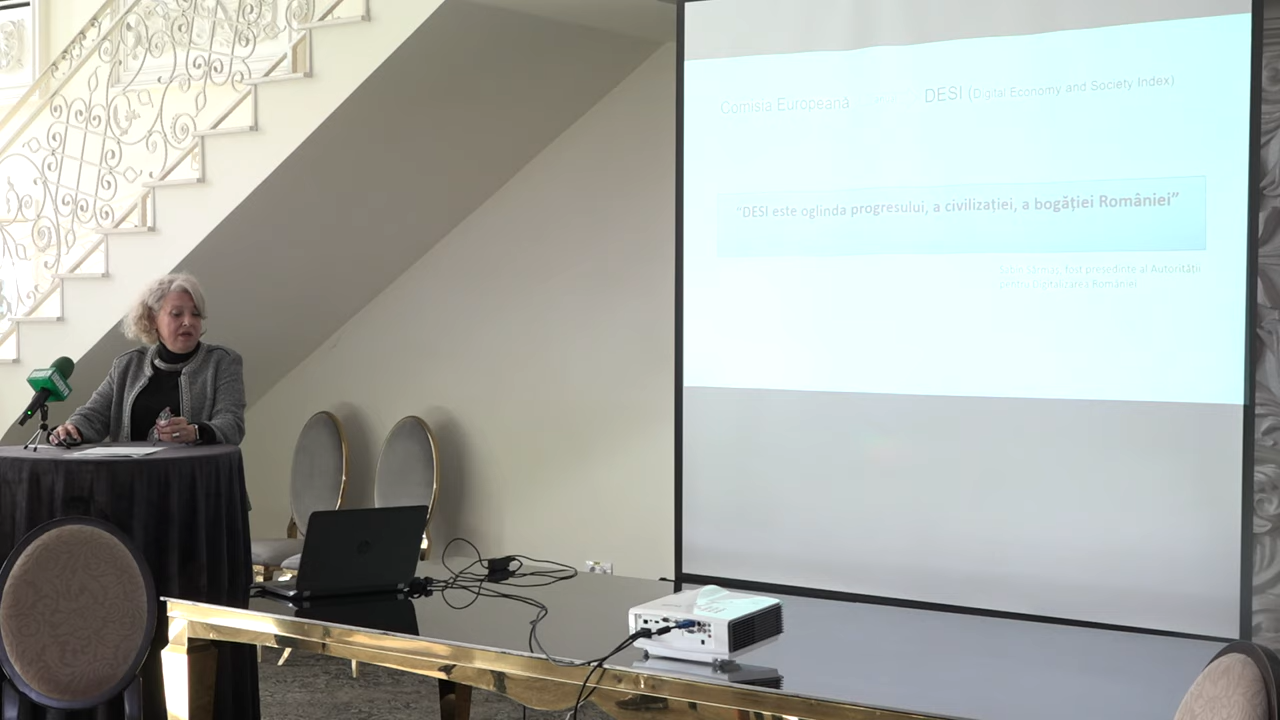 Comisia Europeană DESI (Digital Economy and Society Index)
"DESI este oglinda progresului, a civilizației, a bogăției României"
fost președinte al Autorității
pentru Digitalizarea României